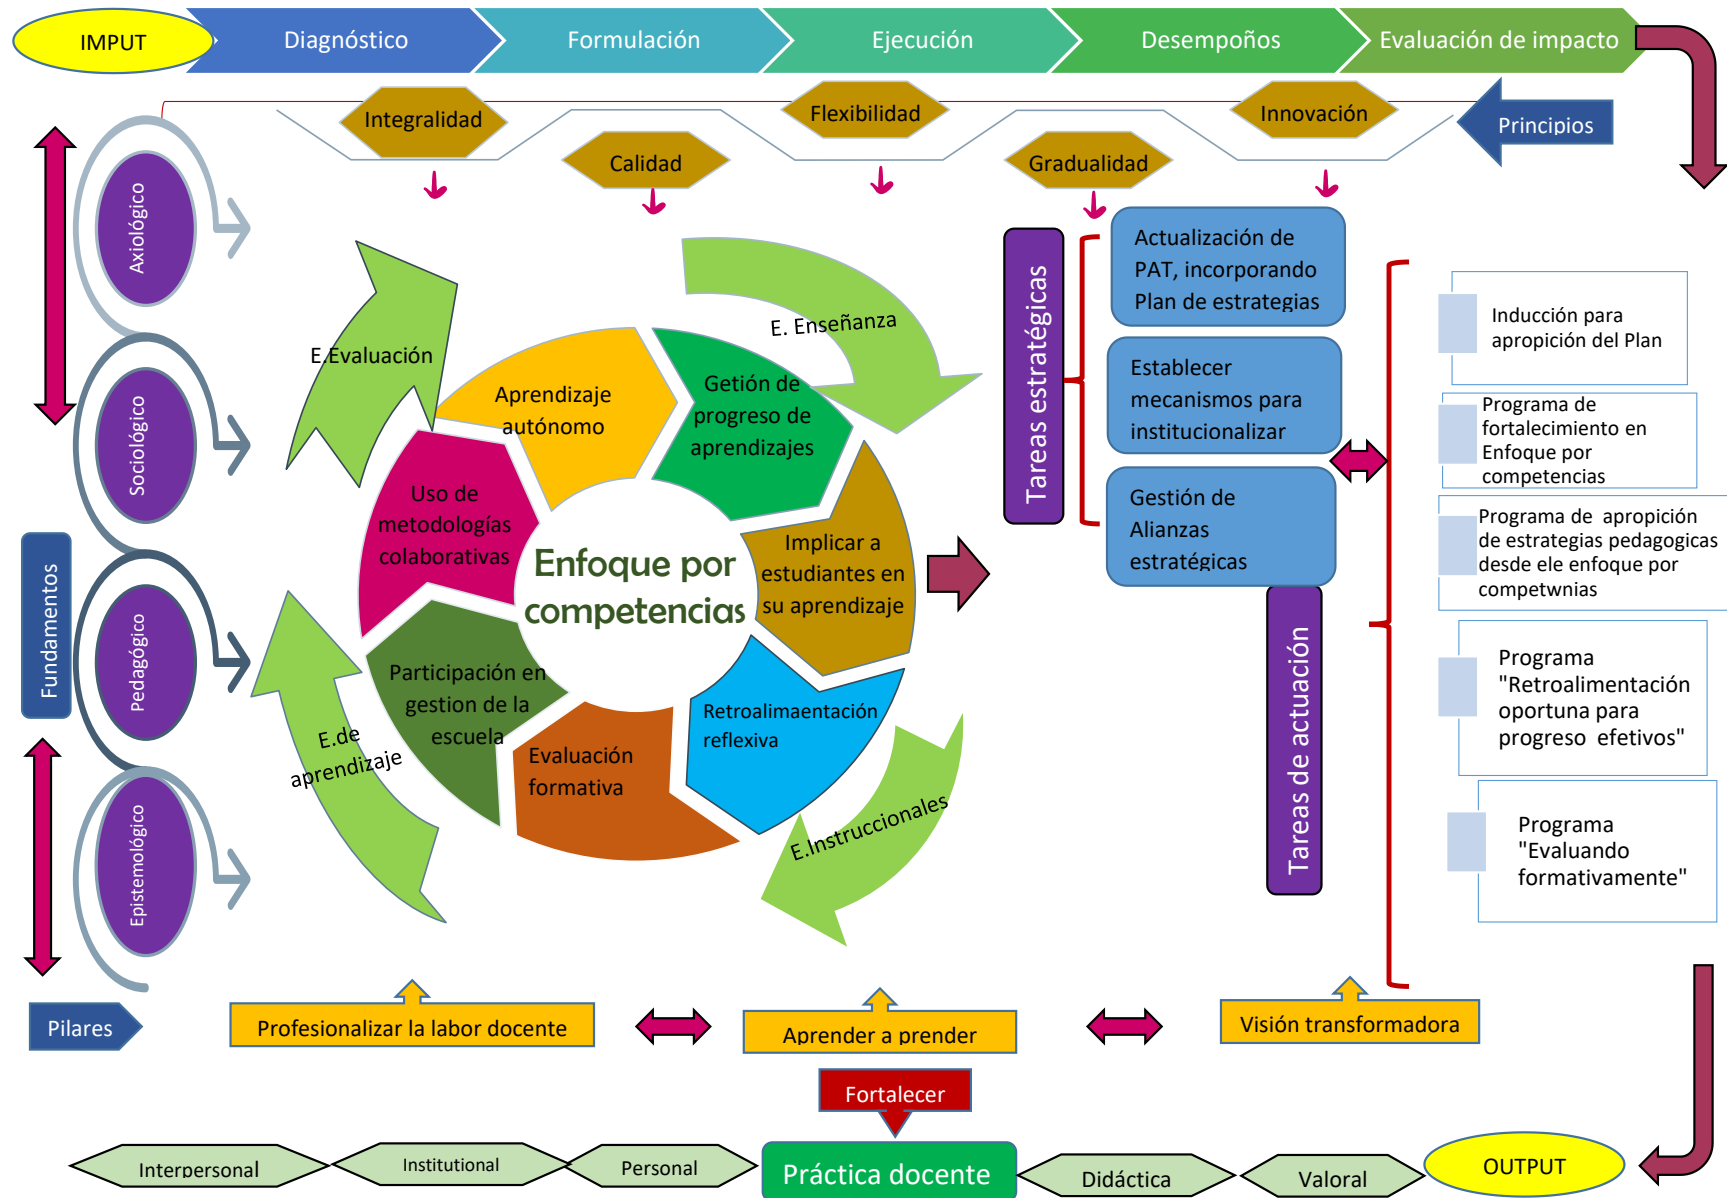 IMPUT
Diagnóstico
Formulación
Ejecución
Desempoños
Evaluación de impacto
Integralidad
Calidad
Flexibilidad
Gradualidad
Innovación
Principios
Fundamentos
Axiológico
Sociológico
Pedagógico
Epistemológico
E.Evaluación
E. Enseñanza
E.Instruccionales
E.de
aprendizaje
Aprendizaje
autónomo
Getión de
progreso de
aprendizajes
Implicar a
estudiantes en
su aprendizaje
Retroalimaentación
reflexiva
Evaluación
formativa
Participación en
gestion de la
escuela
Uso de
metodologías
colaborativas
Enfoque por
competencias
Tareas estratégicas
Actualización de
PAT, incorporando
Plan de estrategias
Establecer
mecanismos para
institucionalizar
Gestión de
Alianzas
estratégicas
Tareas de actuación
Inducción para
apropición del Plan
Programa de
fortalecimiento en
Enfoque por
competencias
Programa de apropición
de estrategias pedagogicas
desde ele enfoque por
competwnias
Programa
"Retroalimentación
oportuna para
progreso efetivos"
Programa
"Evaluando
formativamente"
Pilares
Profesionalizar la labor docente
Aprender a prender
Visión transformadora
Fortalecer
Interpersonal
Institutional
Personal
Práctica docente
Didáctica
Valoral
OUTPUT